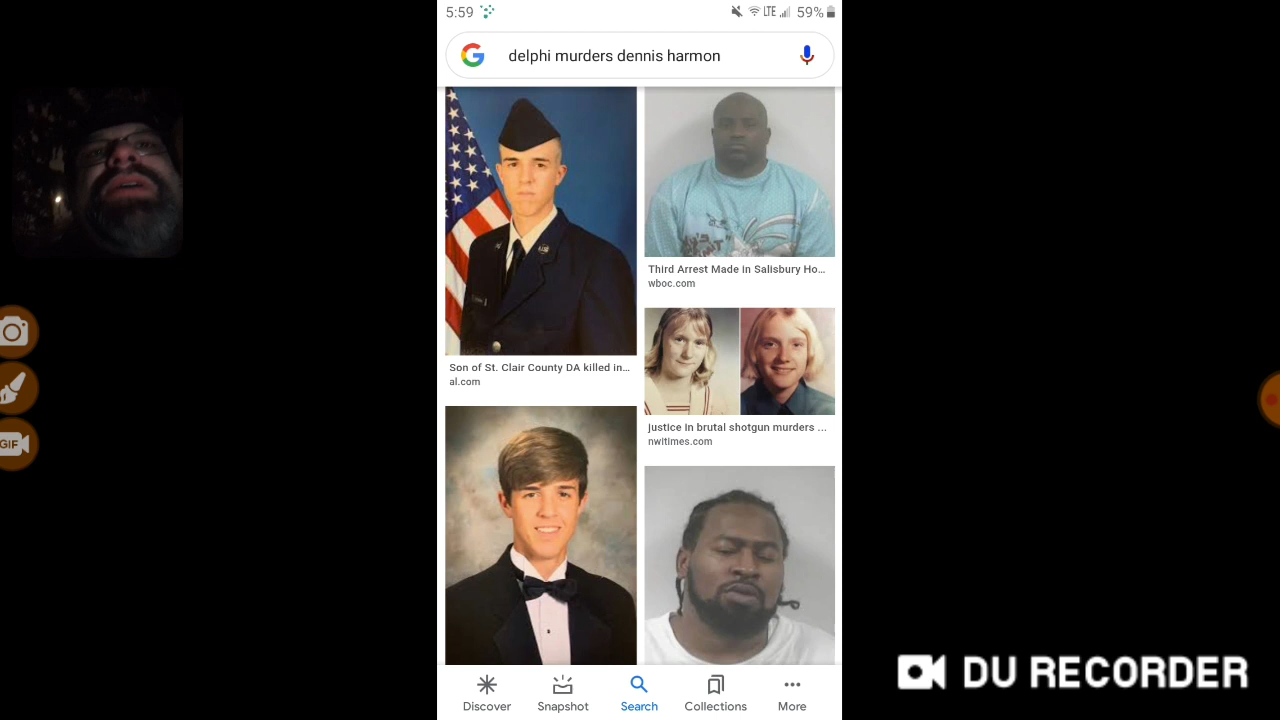 5:59 LTE 59%
delphi murders dennis harmon
Third Arrest Made in Salisbury Ho...
wboc.com
Son of St. Clair County DA killed in...
al.com
Justice in brutal shotgun murders ...
nwitimes.com
GIF
Discover Snapshot Search Collections More
DU RECORDER